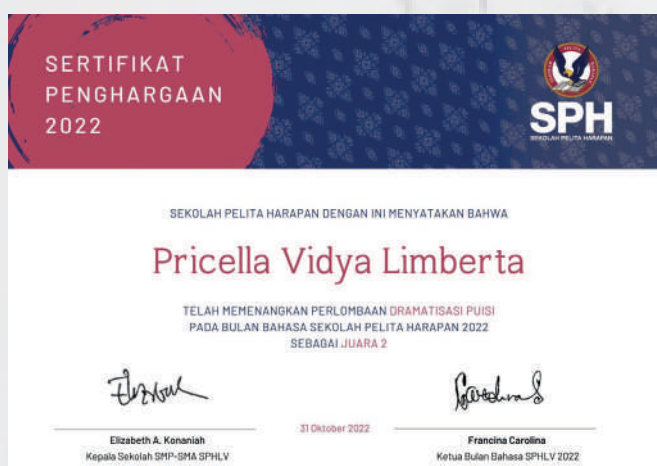 SERTIFIKAT
PENGHARGAAN
2022
SPH
SEKOLAH PELITA HARAPAN
SEKOLAH PELITA HARAPAN DENGAN INI MENYATAKAN BAHWA
Pricella Vidya Limberta
TELAH MEMENANGKAN PERLOMBAAN DRAMATISASI PUISI
PADA BULAN BAHASA SEKOLAH PELITA HARAPAN 2022
SEBAGAI JUARA 2
31 Oktober 2022
Elizabeth A. Konaniah
Kepala Sekolah SMP-SMA SPHLV
Francina Carolina
Ketua Bulan Bahasa SPHLV 2022